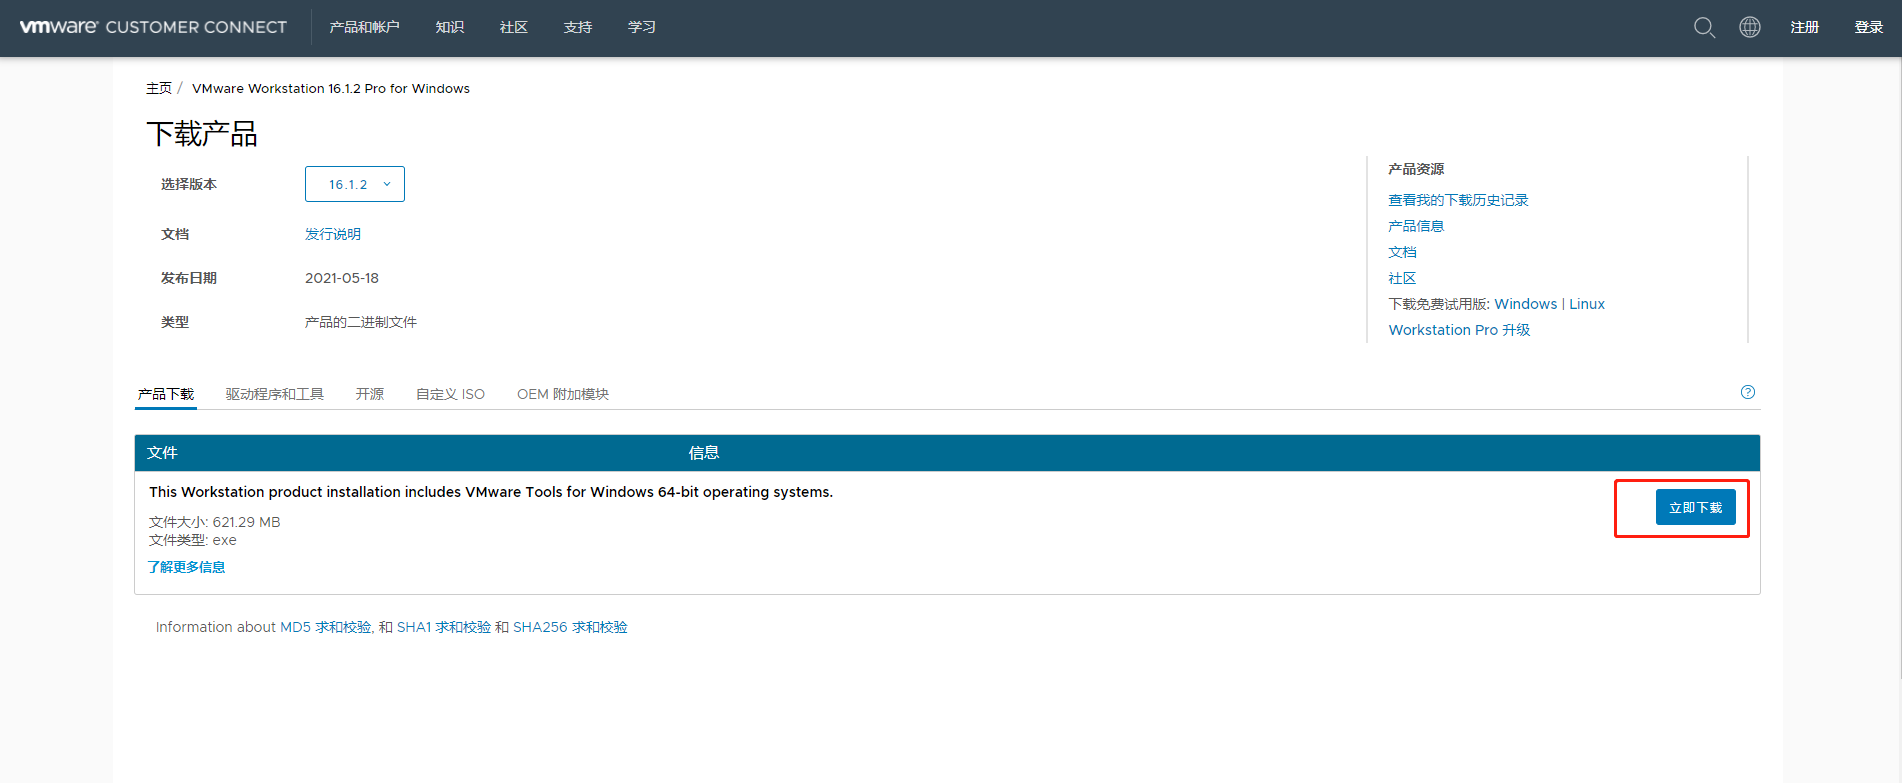 vmware CUSTOMER CONNECT 产品和帐户 知识 社区 支持 学习 注册 登录
主页 / VMware Workstation 16.1.2 Pro for Windows
下载产品
选择版本 16.1.2
文档 发行说明
发布日期 2021-05-18
类型 产品的二进制文件
产品资源
查看我的下载历史记录
产品信息
文档
社区
下载免费试用版: Windows | Linux
Workstation Pro 升级
产品下载 驱动程序和工具 开源 自定义 ISO OEM 附加模块 ?
文件 信息
This Workstation product installation includes VMware Tools for Windows 64-bit operating systems.
立即下载
文件大小: 621.29 MB
文件类型: exe
了解更多信息
Information about MD5 求和校验, 和 SHA1 求和校验 和 SHA256 求和校验